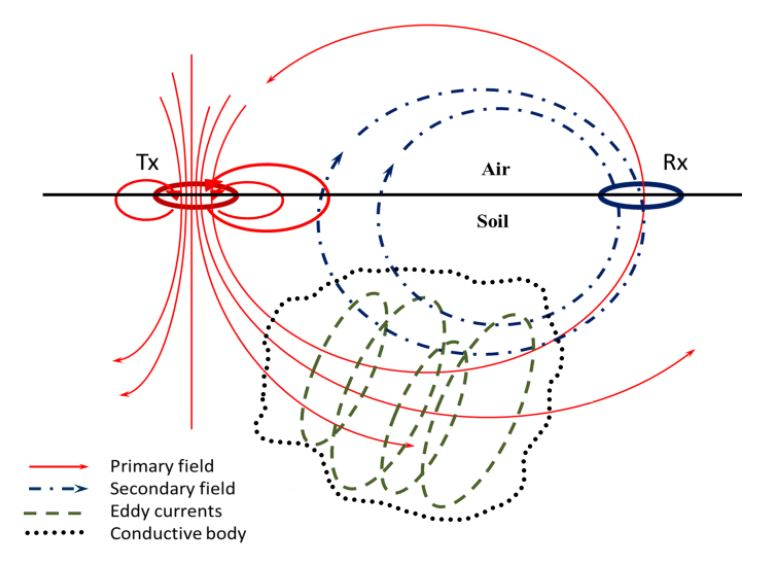 Tx
Rx
Air
Soil
Primary field
Secondary field
Eddy currents
Conductive body